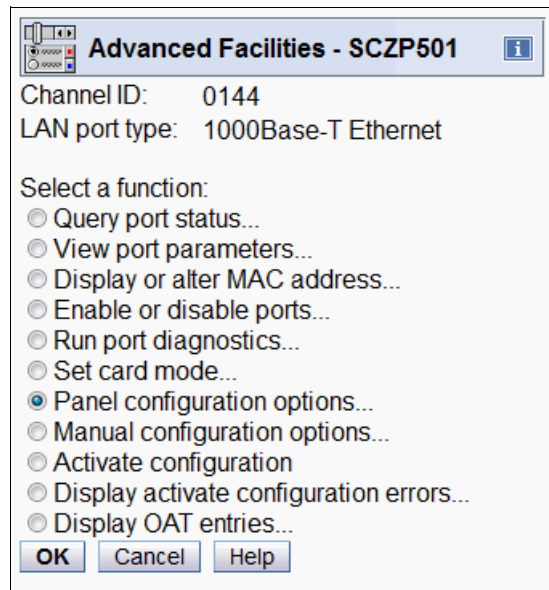 Advanced Facilities - SCZP501
Channel ID: 0144
LAN port type: 1000Base-T Ethernet
Select a function:
Query port status...
View port parameters...
Display or alter MAC address...
Enable or disable ports...
Run port diagnostics...
Set card mode...
Panel configuration options...
Manual configuration options...
Activate configuration
Display activate configuration errors...
Display OAT entries...
OK Cancel Help